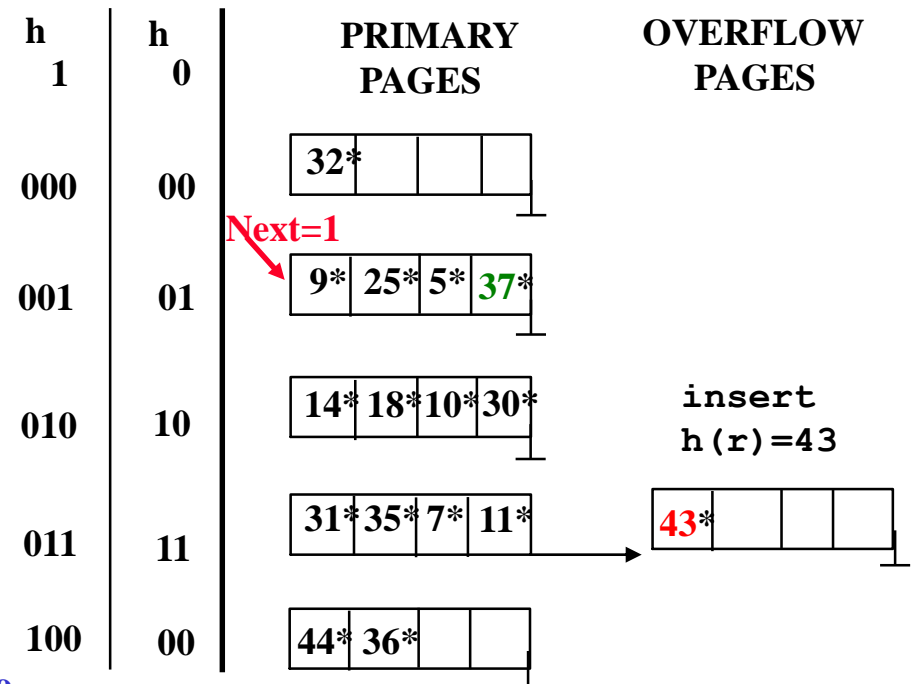 h h PRIMARY OVERFLOW
1 0 PAGES PAGES
000 00 32*
Next=1
001 01 9* 25* 5* 37*
010 10 14* 18* 10* 30*
insert
h(r)=43
011 11 31* 35* 7* 11* 43*
100 00 44* 36*